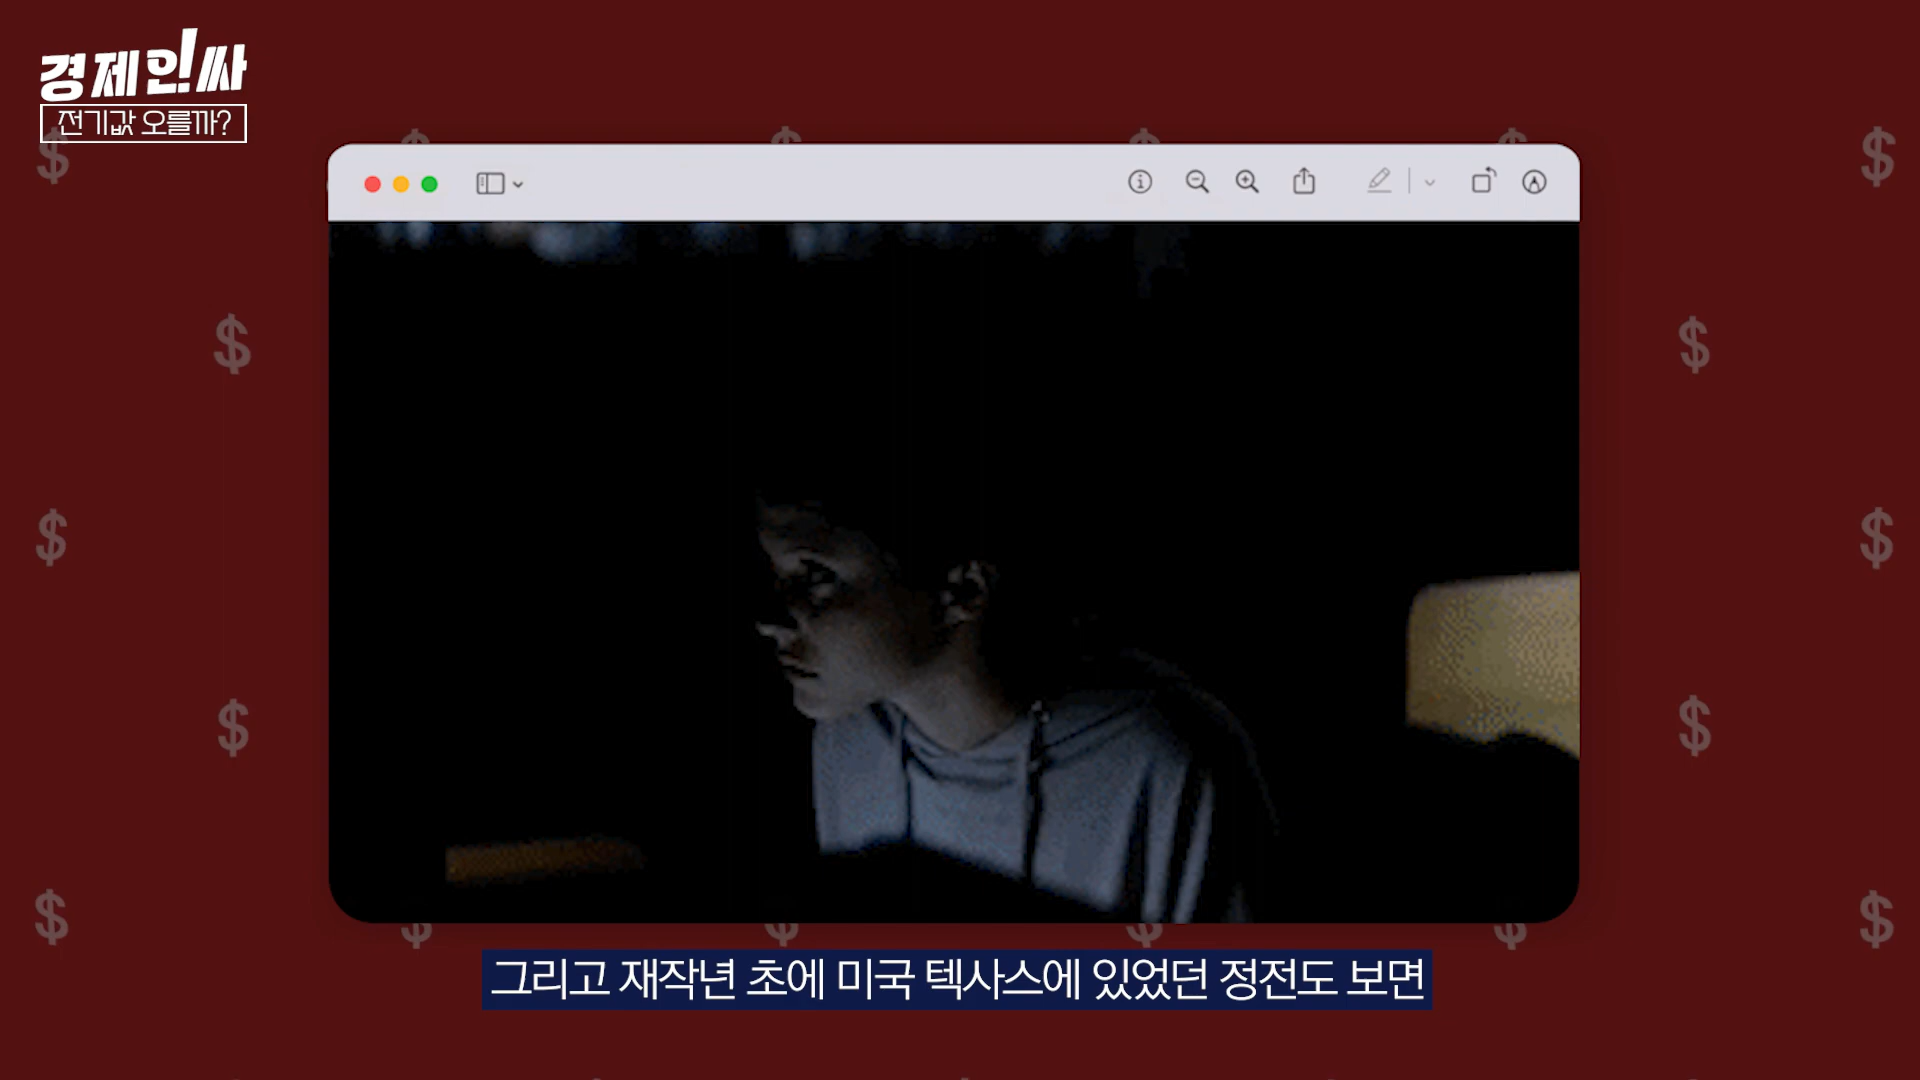 경제인싸
전기값 오를까?
그리고 재작년 초에 미국 텍사스에 있었던 정전도 보면